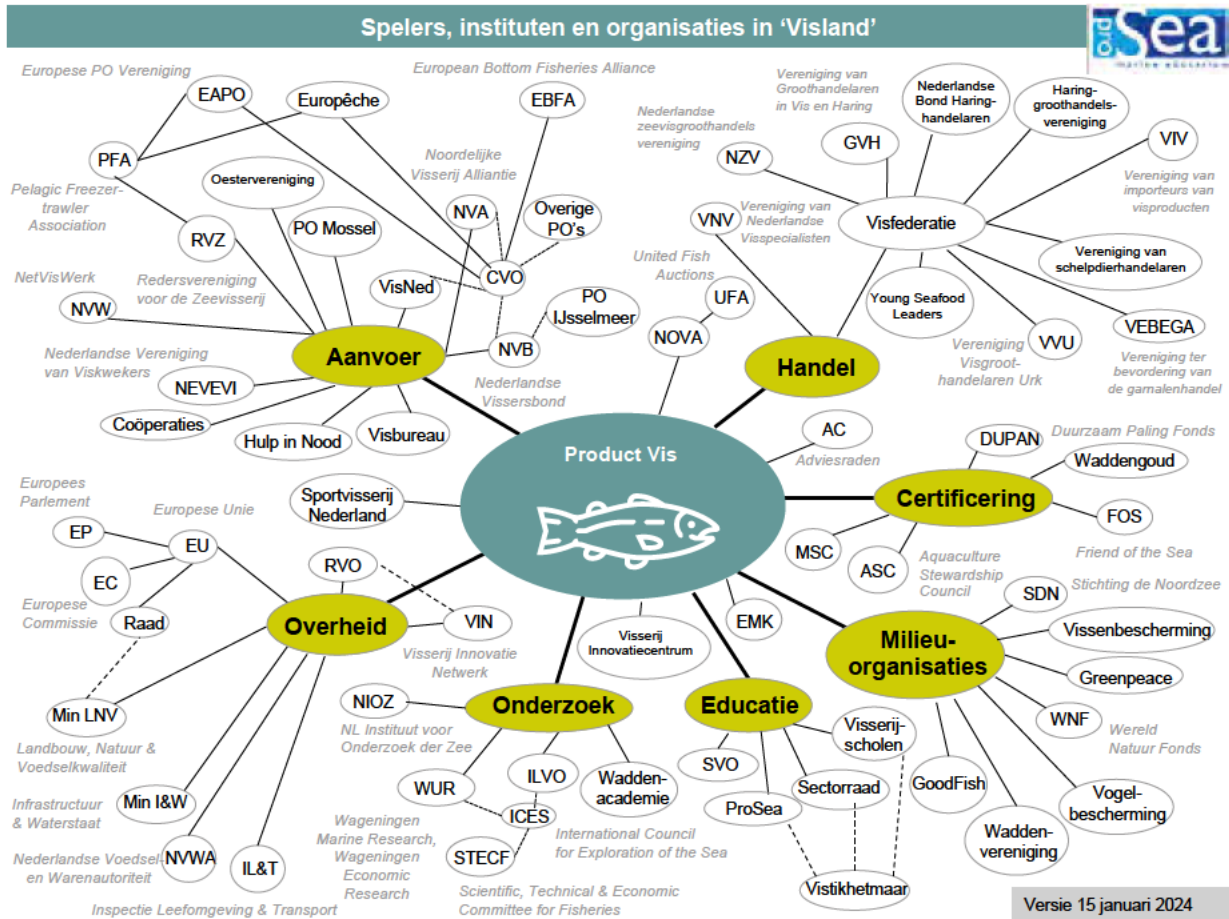 Spelers, instituten en organisaties in ‘Visland’
pro
Sea
marine education
Europese PO Vereniging
EAPO
Europêche
European Bottom Fisheries Alliance
EBFA
PFA
Pelagic Freezer-
trawler
Association
Oestervereniging
Noordelijke
Visserij Alliantie
NVA
Overige
PO's
RVZ
PO Mossel
Redersvereniging
voor de Zeevisserij
VisNed
CVO
NetVisWerk
NVW
PO
IJsselmeer
Aanvoer
NVB
Nederlandse
Vissersbond
Nederlandse Vereniging
van Viskwekers
NEVEVI
Coöperaties
Hulp in Nood
Visbureau
Vereniging van
Groothandelaren
in Vis en Haring
Nederlandse
Bond Haring-
handelaren
Haring-
groothandels-
vereniging
Nederlandse
zeevisgroothandels
vereniging
NZV
GVH
VIV
Vereniging van
importeurs van
visproducten
VNV
Vereniging van
Nederlandse
Visspecialisten
Visfederatie
Vereniging van
schelpdierhandelaren
United Fish
Auctions
UFA
NOVA
Young Seafood
Leaders
Handel
Vereniging
Visgroot-
handelaren Urk
VVU
VEBEGA
Vereniging ter
bevordering van
de garnalenhandel
Product Vis
AC
Adviesraden
DUPAN
Duurzaam Paling Fonds
Waddengoud
Certificering
FOS
Friend of the Sea
MSC
ASC
Aquaculture
Stewardship
Council
Sportvisserij
Nederland
Europees
Parlement
EP
Europese Unie
EU
EC
Europese
Commissie
Raad
RVO
Overheid
VIN
Visserij Innovatie
Netwerk
Min LNV
Landbouw, Natuur &
Voedselkwaliteit
Min I&W
Infrastructuur
& Waterstaat
NVWA
Nederlandse Voedsel-
en Warenautoriteit
IL&T
Inspectie Leefomgeving & Transport
Visserij
Innovatiecentrum
EMK
NIOZ
NL Instituut voor
Onderzoek der Zee
Onderzoek
WUR
ILVO
Wadden-
academie
ICES
Wageningen
Marine Research,
Wageningen
Economic
Research
International Council
for Exploration of the Sea
STECF
Scientific, Technical & Economic
Committee for Fisheries
Educatie
SVO
ProSea
Sectorraad
Visserij-
scholen
Vistikhetmaar
SDN
Stichting de Noordzee
Vissenbescherming
Milieu-
organisaties
Greenpeace
WNF
Wereld
Natuur Fonds
GoodFish
Wadden-
vereniging
Vogel-
bescherming
Versie 15 januari 2024